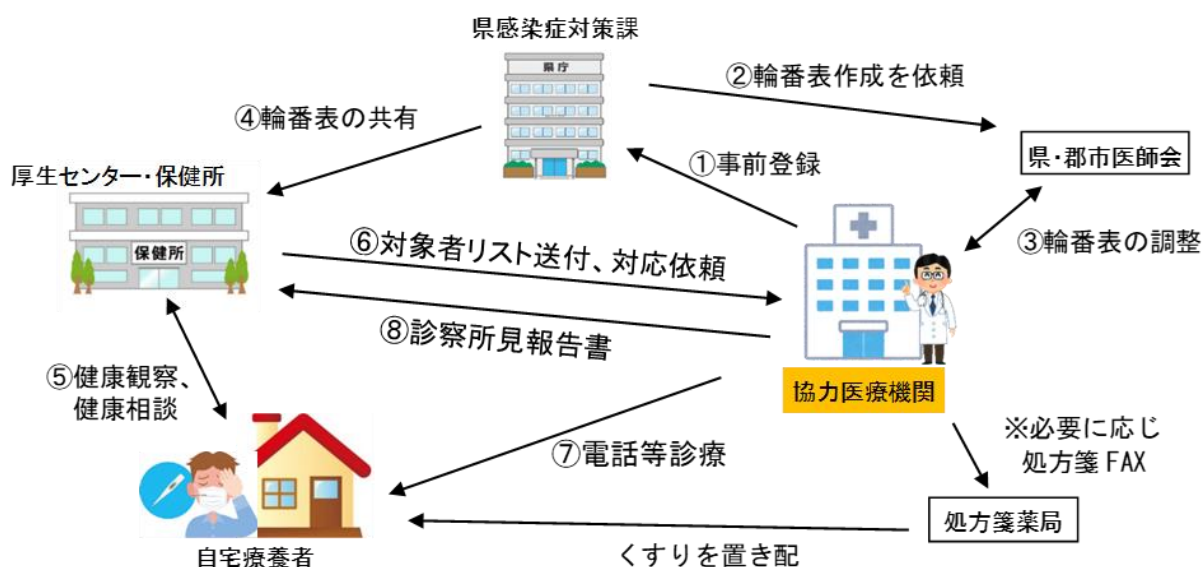 県感染症対策課
県庁
②輪番表作成を依頼
④輪番表の共有
①事前登録
県・郡市医師会
厚生センター・保健所
保健所
③輪番表の調整
⑥対象者リスト送付、対応依頼
⑧診察所見報告書
⑤健康観察、
健康相談
協力医療機関
※必要に応じ
処方箋 FAX
⑦電話等診療
処方箋薬局
くすりを置き配
自宅療養者